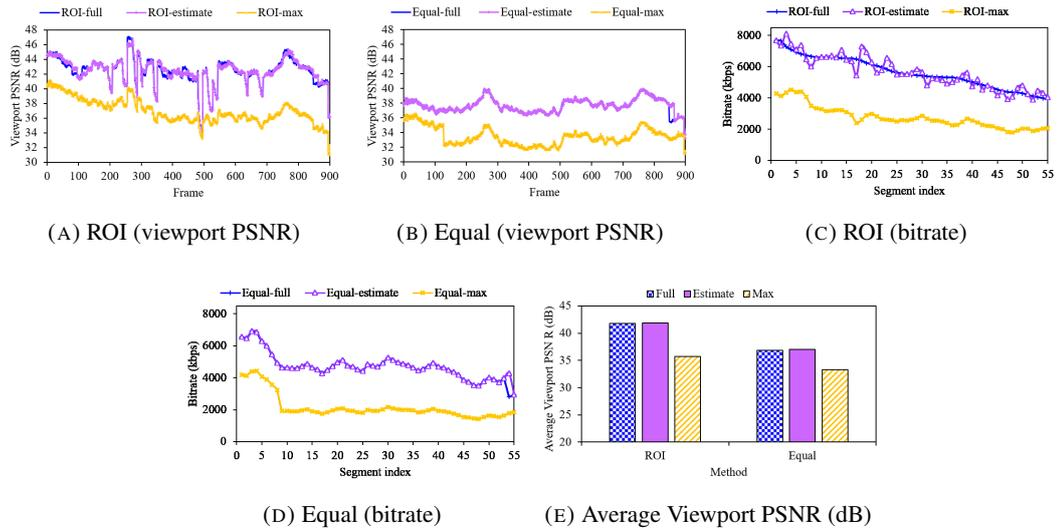 ROI-full ROI-estimate ROI-max
Viewport PSNR (dB)
48
46
44
42
40
38
36
34
32
30
0 100 200 300 400 500 600 700 800 900
Frame
(A) ROI (viewport PSNR)
Equal-full Equal-estimate Equal-max
Viewport PSNR (dB)
48
46
44
42
40
38
36
34
32
30
0 100 200 300 400 500 600 700 800 900
Frame
(B) Equal (viewport PSNR)
ROI-full ROI-estimate ROI-max
Bitrate (kbps)
8000
6000
4000
2000
0
0 5 10 15 20 25 30 35 40 45 50 55
Segment index
(C) ROI (bitrate)
Equal-full Equal-estimate Equal-max
Bitrate (kbps)
8000
6000
4000
2000
0
0 5 10 15 20 25 30 35 40 45 50 55
Segment index
(D) Equal (bitrate)
Full Estimate Max
Average Viewport PSN R (dB)
45
40
35
30
25
20
ROI Equal
Method
(E) Average Viewport PSNR (dB)